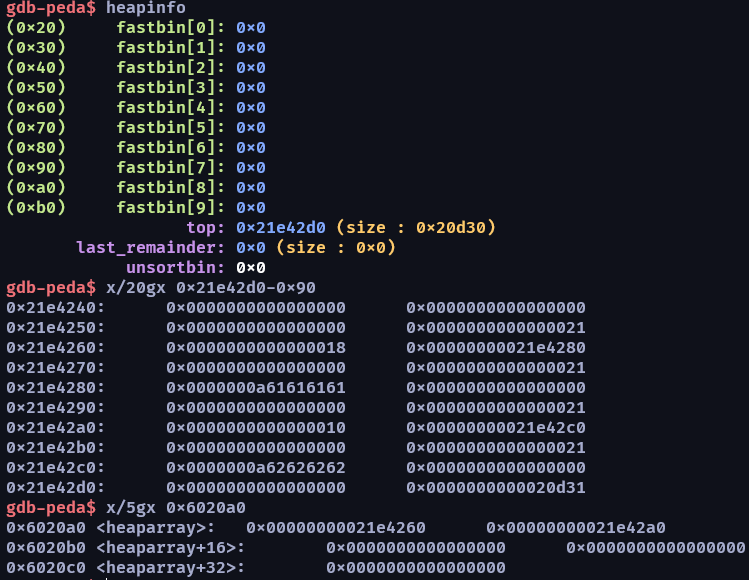 gdb-peda$ heapinfo
(0x20)     fastbin[0]: 0x0
(0x30)     fastbin[1]: 0x0
(0x40)     fastbin[2]: 0x0
(0x50)     fastbin[3]: 0x0
(0x60)     fastbin[4]: 0x0
(0x70)     fastbin[5]: 0x0
(0x80)     fastbin[6]: 0x0
(0x90)     fastbin[7]: 0x0
(0xa0)     fastbin[8]: 0x0
(0xb0)     fastbin[9]: 0x0
top: 0x21e42d0 (size : 0x20d30)
last_remainder: 0x0 (size : 0x0)
unsortbin: 0x0
gdb-peda$ x/20gx 0x21e42d0-0x90
0x21e4240:      0x0000000000000000      0x0000000000000000
0x21e4250:      0x0000000000000000      0x0000000000000021
0x21e4260:      0x0000000000000018      0x00000000021e4280
0x21e4270:      0x0000000000000000      0x0000000000000021
0x21e4280:      0x0000000a61616161      0x0000000000000000
0x21e4290:      0x0000000000000000      0x0000000000000021
0x21e42a0:      0x0000000000000010      0x00000000021e42c0
0x21e42b0:      0x0000000000000000      0x0000000000000021
0x21e42c0:      0x0000000a62626262      0x0000000000000000
0x21e42d0:      0x0000000000000000      0x0000000000020d31
gdb-peda$ x/5gx 0x6020a0
0x6020a0 <heaparray>:   0x00000000021e4260      0x00000000021e42a0
0x6020b0 <heaparray+16>:        0x0000000000000000      0x0000000000000000
0x6020c0 <heaparray+32>:        0x0000000000000000